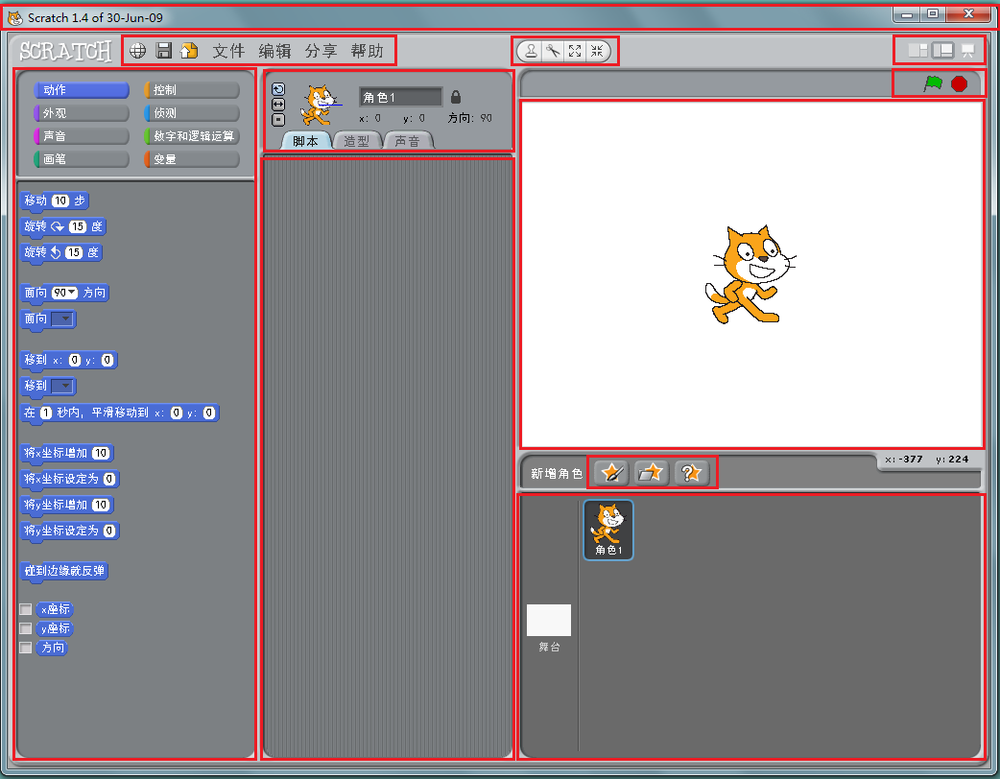 Scratch 1.4 of 30-Jun-09
SCRATCH 文件 编辑 分享 帮助
动作 控制
外观 侦测
声音 数字和逻辑运算
画笔 变量
角色1
x: 0 y: 0 方向: 90
脚本 造型 声音
移动 10 步
旋转 15 度
旋转 15 度
面向 90 方向
面向
移到 x: 0 y: 0
移到
在 1 秒内, 平滑移动到 x: 0 y: 0
将x坐标增加 10
将x坐标设定为 0
将y坐标增加 10
将y坐标设定为 0
碰到边缘就反弹
x座标
y座标
方向
x: -377 y: 224
新增角色
角色1
舞台